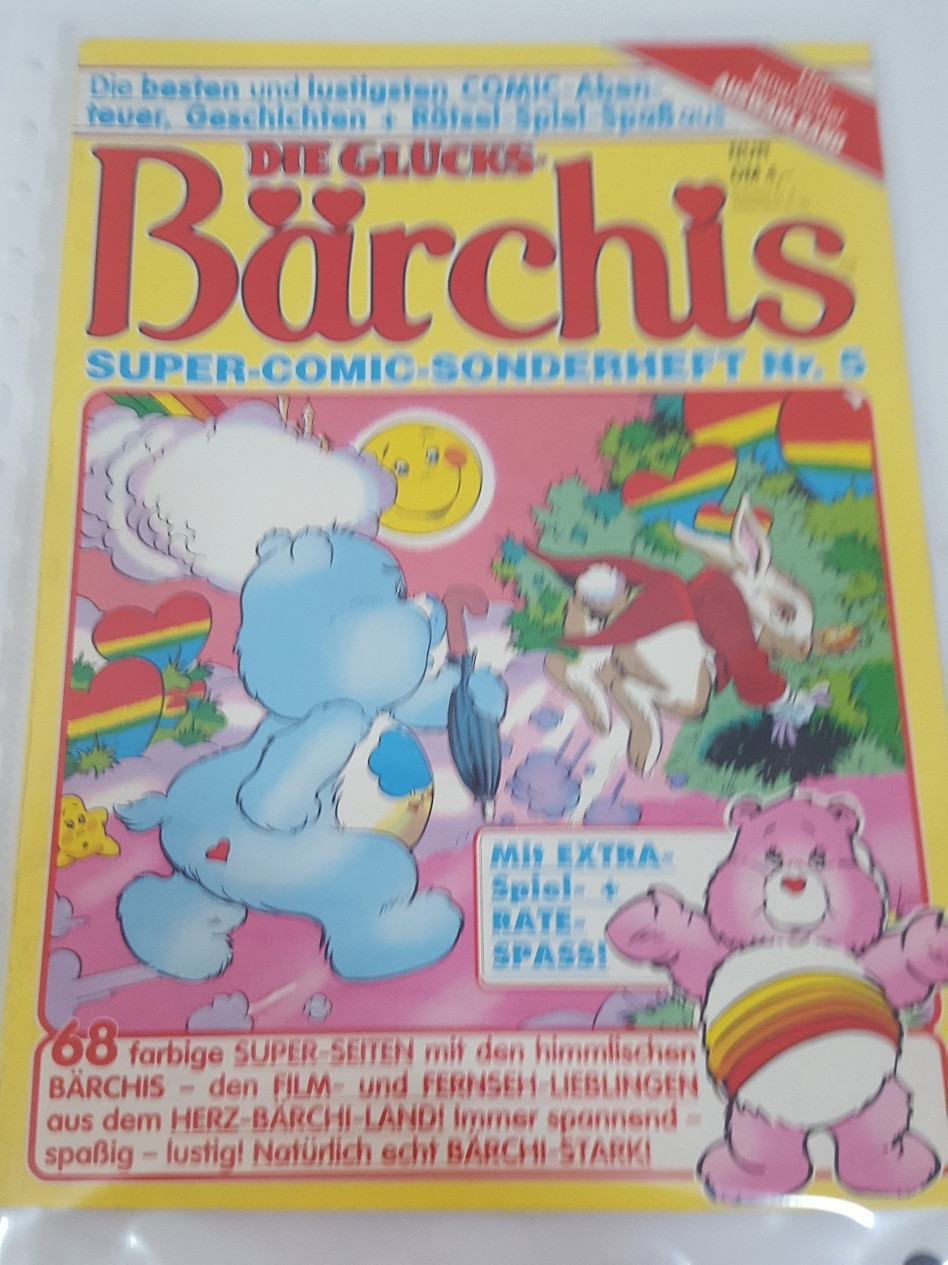 Die besten und lustigsten COMIC-Aben-
teuer, Geschichten + Rätsel-Spiel-Spaß aus
DIE GLÜCKS-
Bärchis
NUR
SUPER-COMIC-SONDERHEFT Nr. 5
Mit EXTRA-
Spiel- +
RATE-
SPASS!
68 farbige SUPER-SEITEN mit den himmlischen
BÄRCHIS – den FILM- und FERNSEH-LIEBLINGEN
aus dem HERZ-BÄRCHI-LAND! Immer spannend –
spaßig – lustig! Natürlich echt BÄRCHI-STARK!